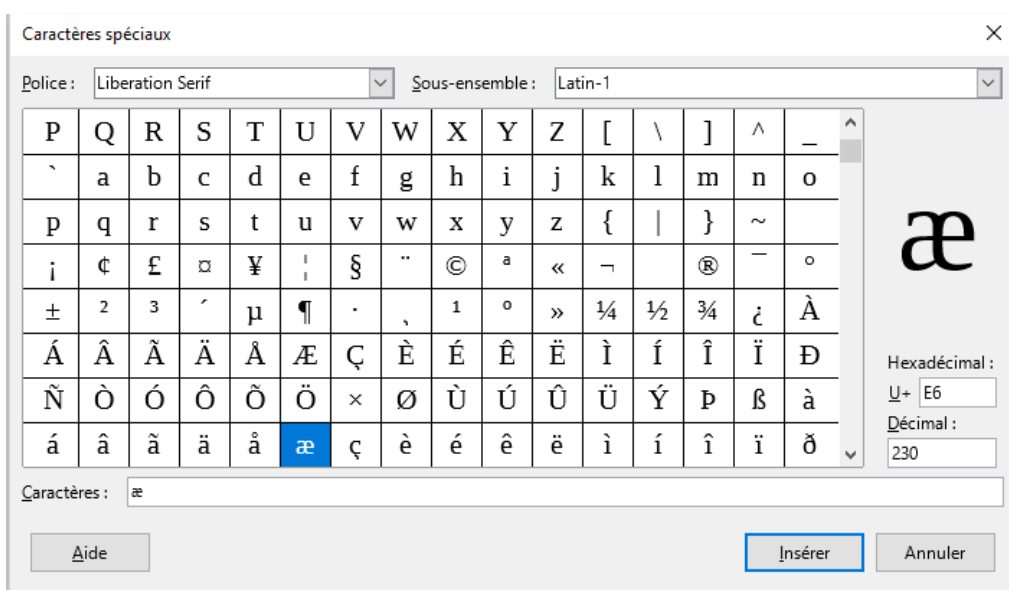 Caractères spéciaux
Police : Liberation Serif Sous-ensemble : Latin-1
P Q R S T U V W X Y Z [ \ ] ^ _
` a b c d e f g h i j k l m n o
p q r s t u v w x y z { | } ~
¡ ¢ £ ¤ ¥ ¦ § ¨ © ª « ¬ ® ¯ °
± ² ³ ´ µ ¶ · ¸ ¹ º » ¼ ½ ¾ ¿ À
Á Â Ã Ä Å Æ Ç È É Ê Ë Ì Í Î Ï Ð
Ñ Ò Ó Ô Õ Ö × Ø Ù Ú Û Ü Ý Þ ß à
á â ã ä å æ ç è é ê ë ì í î ï ð
æ
Hexadécimal :
U+ E6
Décimal :
230
Caractères : æ
Aide Insérer Annuler